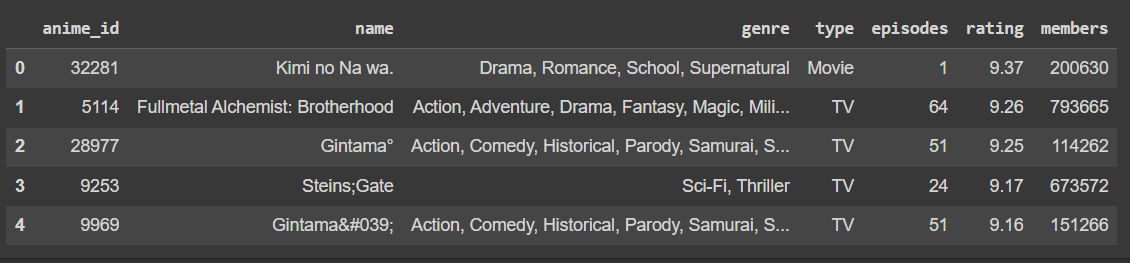 anime_id name genre type episodes rating members
0 32281 Kimi no Na wa. Drama, Romance, School, Supernatural Movie 1 9.37 200630
1 5114 Fullmetal Alchemist: Brotherhood Action, Adventure, Drama, Fantasy, Magic, Mili... TV 64 9.26 793665
2 28977 Gintama° Action, Comedy, Historical, Parody, Samurai, S... TV 51 9.25 114262
3 9253 Steins;Gate Sci-Fi, Thriller TV 24 9.17 673572
4 9969 Gintama&#039; Action, Comedy, Historical, Parody, Samurai, S... TV 51 9.16 151266